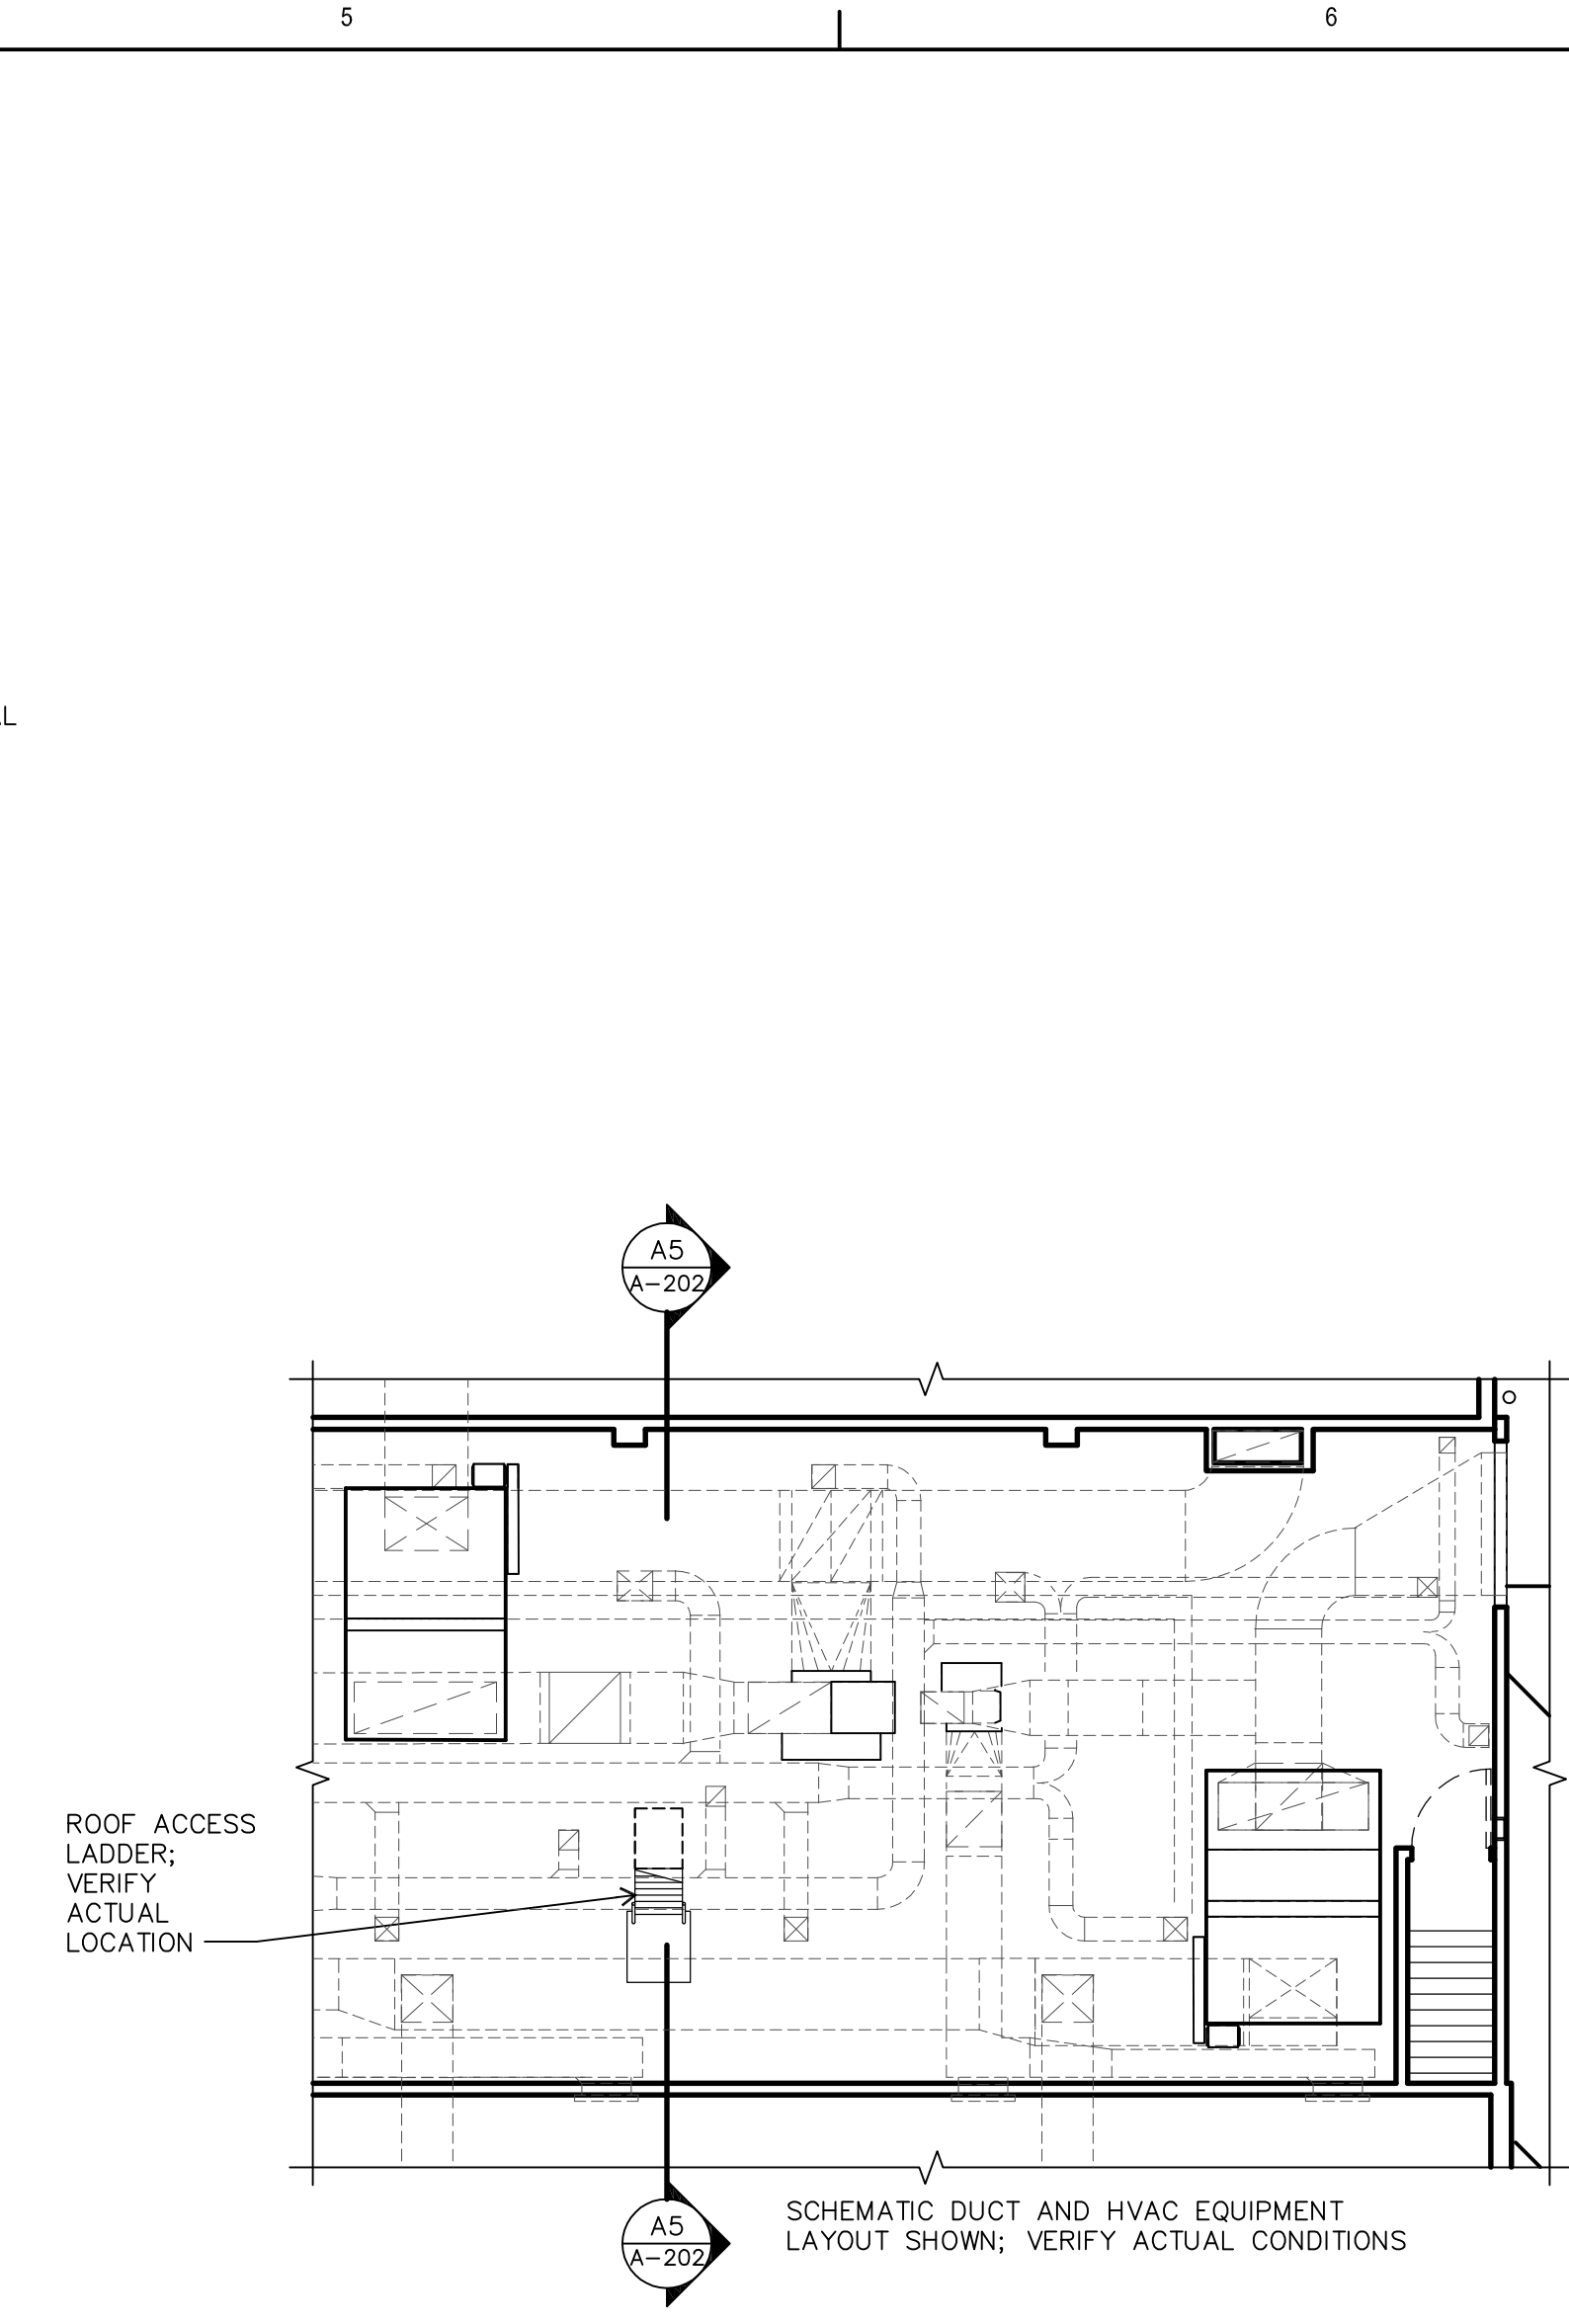 5
6
AL
A5
A-202
ROOF ACCESS
LADDER;
VERIFY
ACTUAL
LOCATION
A5
A-202
SCHEMATIC DUCT AND HVAC EQUIPMENT
LAYOUT SHOWN; VERIFY ACTUAL CONDITIONS